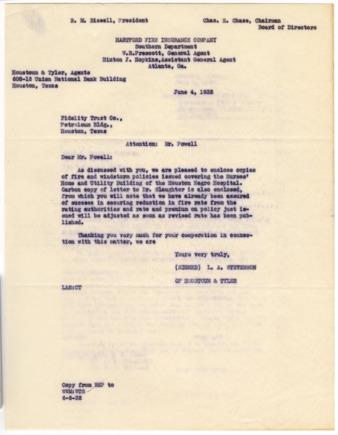 R. M. Bissell, President Chas. E. Chase, Chairman
Board of Directors
HARTFORD FIRE INSURANCE COMPANY
Southern Department
W.R.Prescott, General Agent
Hinton J. Hopkins,Assistant General Agent
Atlanta, Ga.
Houstoun & Tyler, Agents
608-13 Union National Bank Building
Houston, Texas
June 4, 1932
Fidelity Trust Co.,
Petroleum Bldg.,
Houston, Texas
Attention: Mr. Powell
Dear Mr. Powell:
As discussed with you, we are pleased to enclose copies
of fire and windstorm policies issued covering the Nurses'
Home and Utility Building of the Houston Negro Hospital.
Carbon copy of letter to Dr. Slaughter is also enclosed,
from which you will note that we have already been assured
of success in securing reduction in fire rate from the
rating authorities and rate and premium on policy just is-
sued will be adjusted as soon as revised rate has been pub-
lished.
Thanking you very much for your cooperation in connec-
tion with this matter, we are
Yours very truly,
(SIGNED) L. A. STEVENSON
OF HOUSTOUN & TYLER
LAS:CT
Copy from to